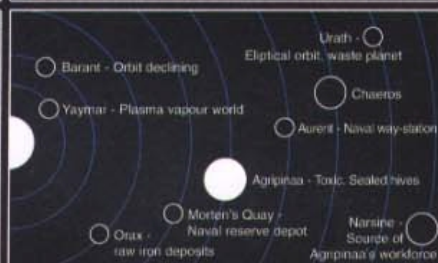 Urath -
Eliptical orbit, waste planet
Barant - Orbit declining
Chaeros
Yaymar - Plasma vapour world
Aurent - Naval way-station
Agripinaa - Toxic. Sealed hives
Morten's Quay -
Naval reserve depot
Narsine -
Source of
Agripinaa's workforce
Orax -
raw iron deposits